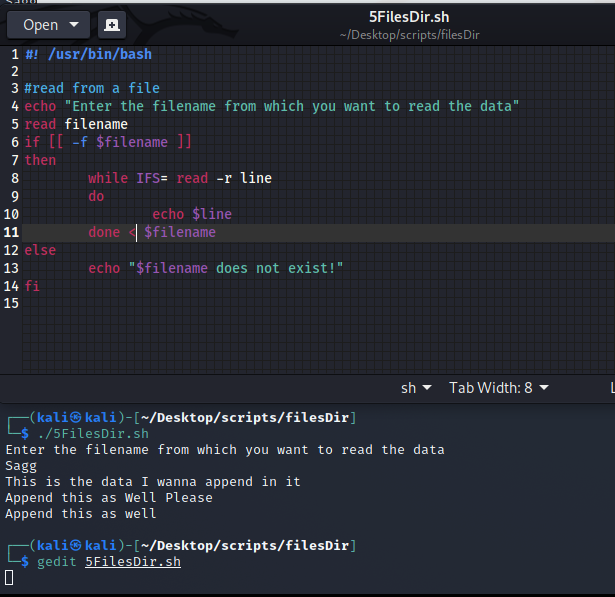 Open
5FilesDir.sh
~/Desktop/scripts/filesDir
1 #! /usr/bin/bash
2
3 #read from a file
4 echo "Enter the filename from which you want to read the data"
5 read filename
6 if [[ -f $filename ]]
7 then
8 while IFS= read -r line
9 do
10 echo $line
11 done < $filename
12 else
13 echo "$filename does not exist!"
14 fi
15
sh Tab Width: 8 L
┌──(kali㉿kali)-[~/Desktop/scripts/filesDir]
└─$ ./5FilesDir.sh
Enter the filename from which you want to read the data
Sagg
This is the data I wanna append in it
Append this as Well Please
Append this as well
┌──(kali㉿kali)-[~/Desktop/scripts/filesDir]
└─$ gedit 5FilesDir.sh